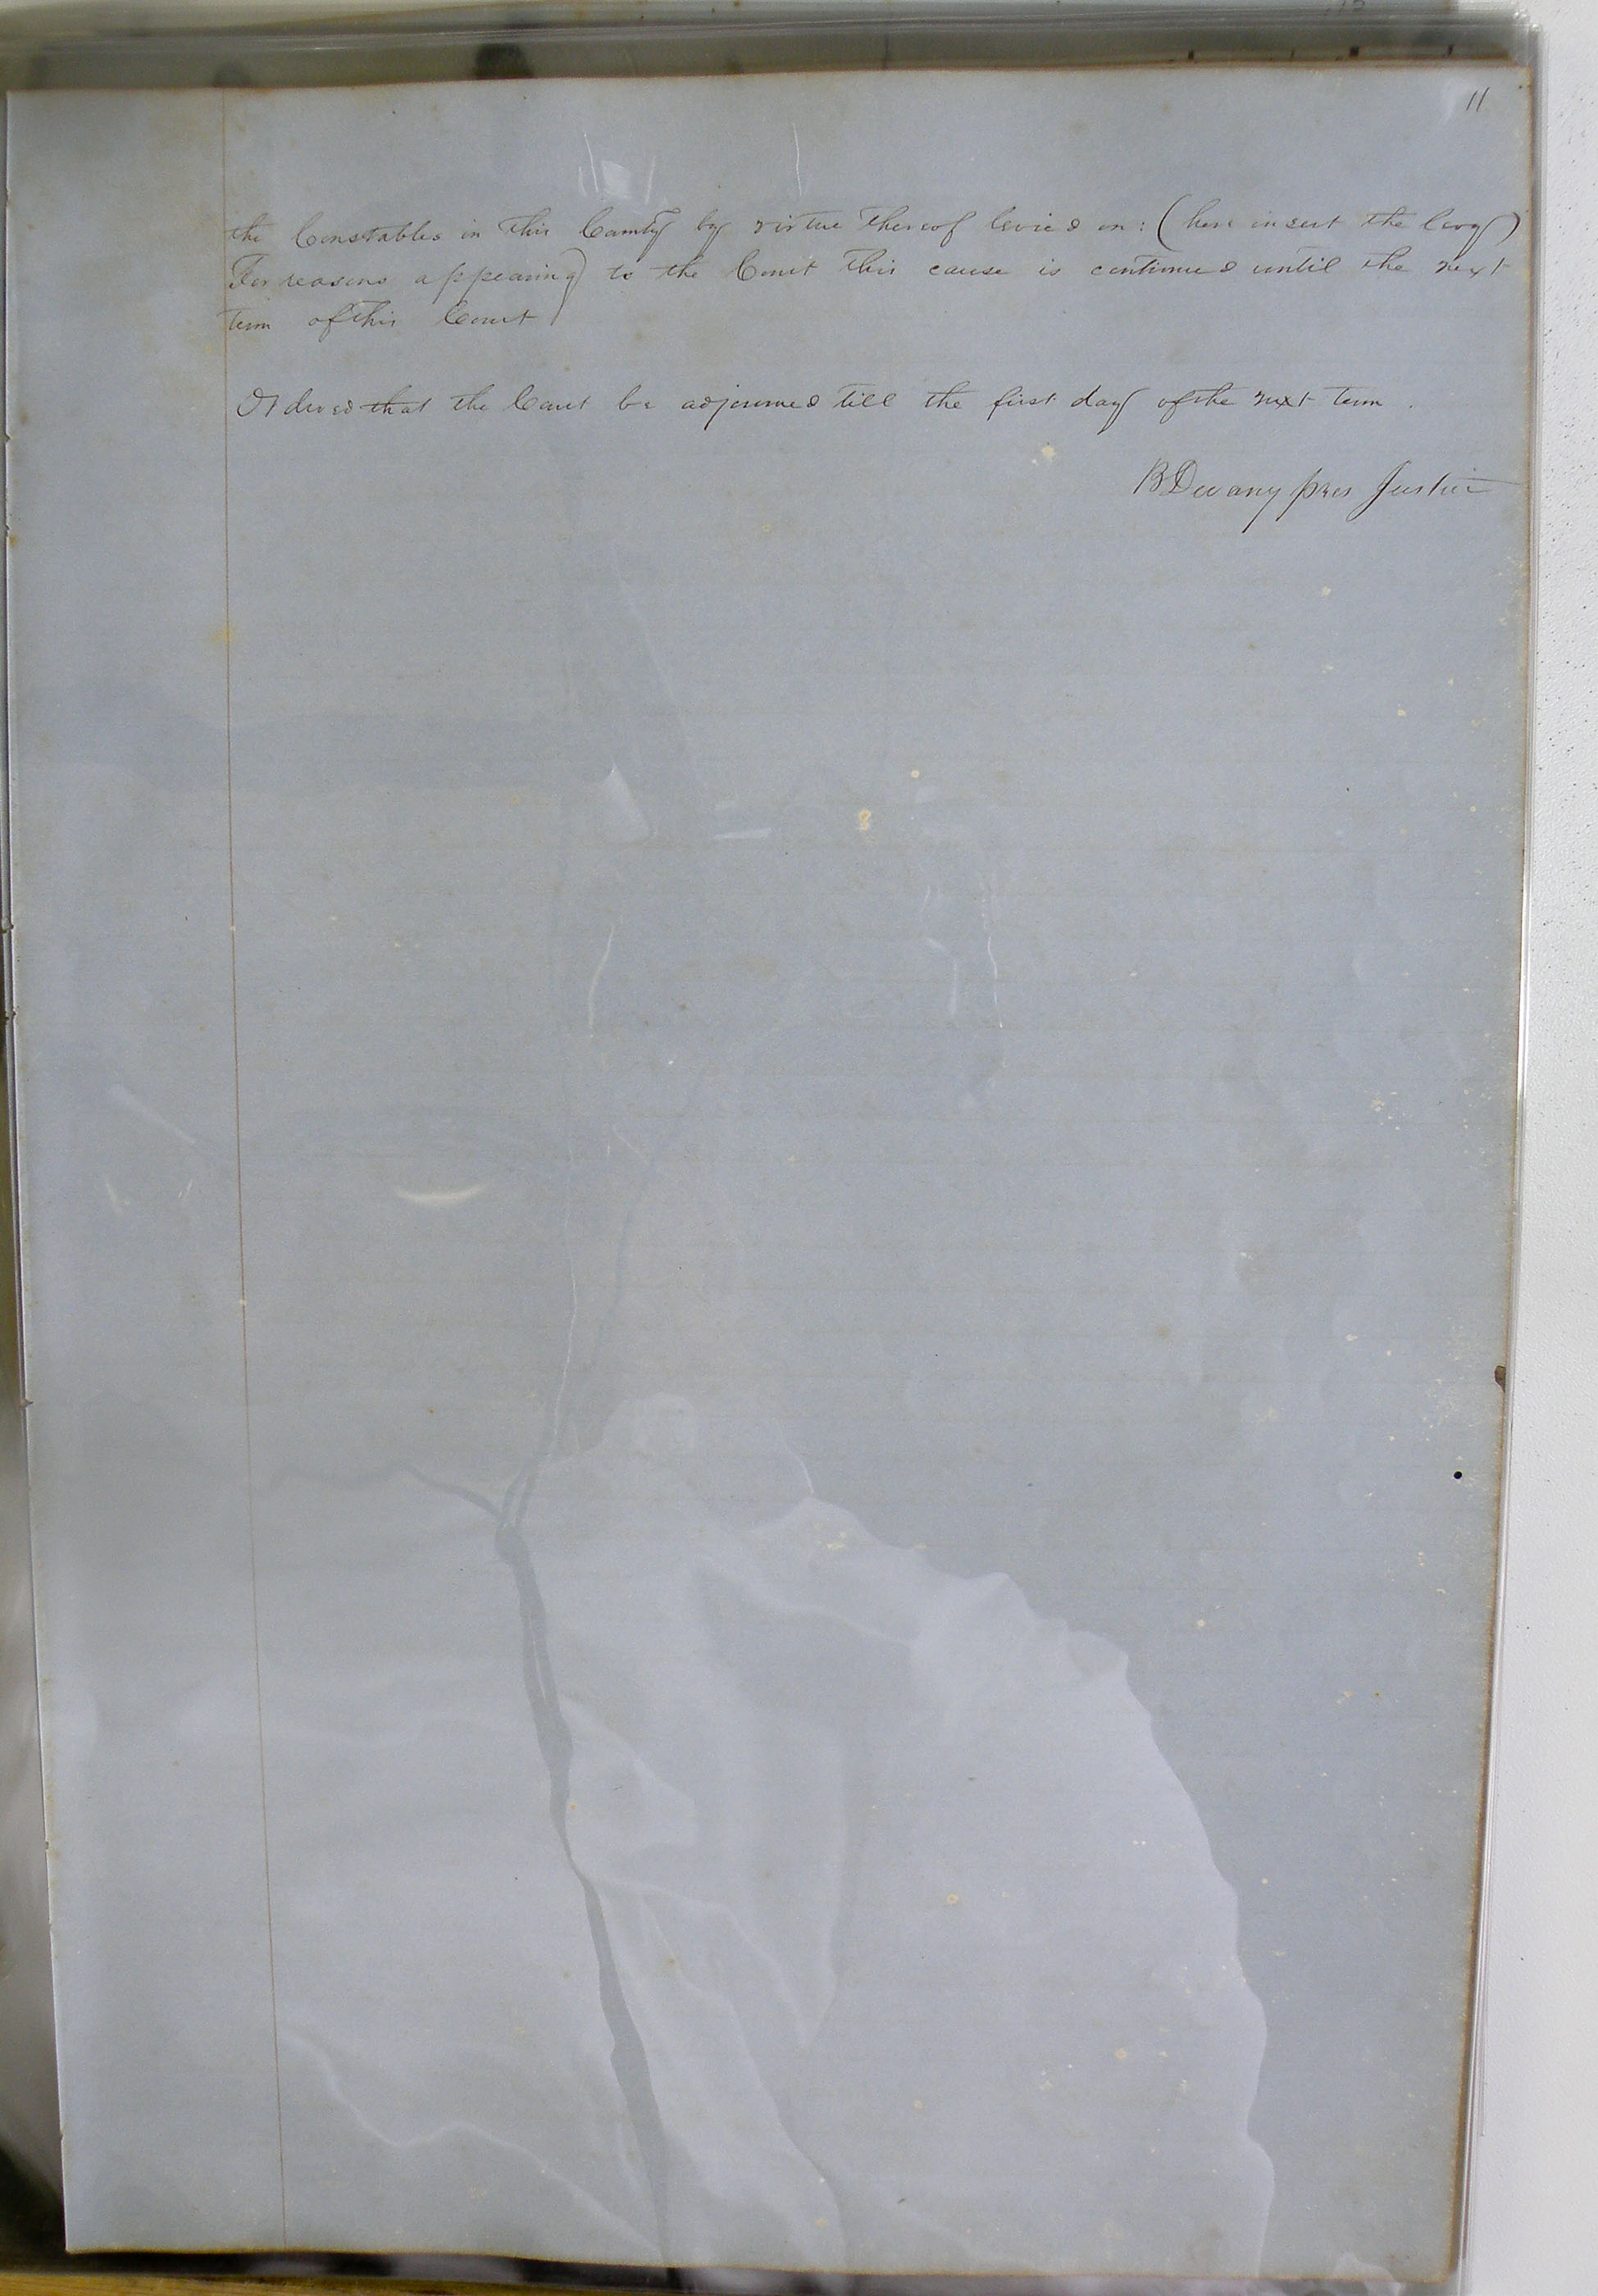 11
the Constables in this County by virtue thereof levied on: (here insert the levy)
For reasons appearing to the Court this cause is continued until the next
term of this Court
Ordered that the Court be adjourned till the first day of the next term.
B Devany pres Justice